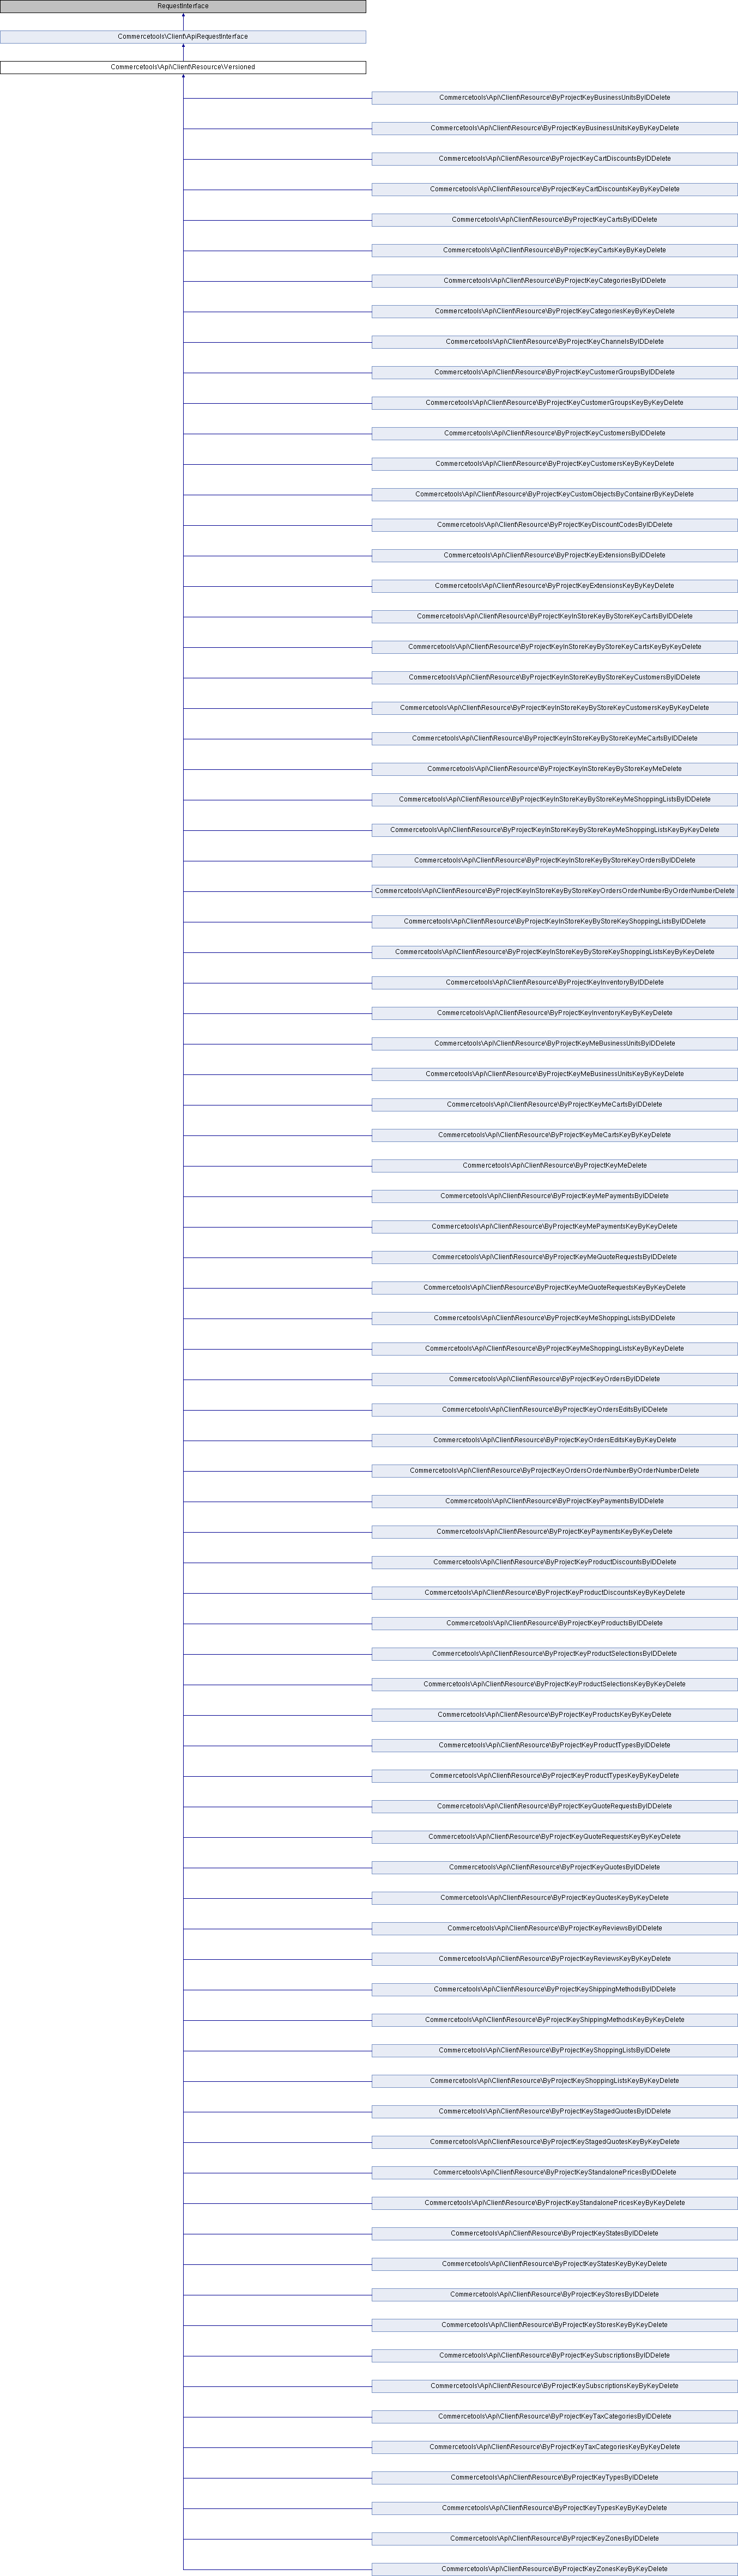 RequestInterface
Commercetools\Client\ApiRequestInterface
Commercetools\Api\Client\Resource\Versioned
Commercetools\Api\Client\Resource\ByProjectKeyBusinessUnitsByIDDelete
Commercetools\Api\Client\Resource\ByProjectKeyBusinessUnitsKeyByKeyDelete
Commercetools\Api\Client\Resource\ByProjectKeyCartDiscountsByIDDelete
Commercetools\Api\Client\Resource\ByProjectKeyCartDiscountsKeyByKeyDelete
Commercetools\Api\Client\Resource\ByProjectKeyCartsByIDDelete
Commercetools\Api\Client\Resource\ByProjectKeyCartsKeyByKeyDelete
Commercetools\Api\Client\Resource\ByProjectKeyCategoriesByIDDelete
Commercetools\Api\Client\Resource\ByProjectKeyCategoriesKeyByKeyDelete
Commercetools\Api\Client\Resource\ByProjectKeyChannelsByIDDelete
Commercetools\Api\Client\Resource\ByProjectKeyCustomerGroupsByIDDelete
Commercetools\Api\Client\Resource\ByProjectKeyCustomerGroupsKeyByKeyDelete
Commercetools\Api\Client\Resource\ByProjectKeyCustomersByIDDelete
Commercetools\Api\Client\Resource\ByProjectKeyCustomersKeyByKeyDelete
Commercetools\Api\Client\Resource\ByProjectKeyCustomObjectsByContainerByKeyDelete
Commercetools\Api\Client\Resource\ByProjectKeyDiscountCodesByIDDelete
Commercetools\Api\Client\Resource\ByProjectKeyExtensionsByIDDelete
Commercetools\Api\Client\Resource\ByProjectKeyExtensionsKeyByKeyDelete
Commercetools\Api\Client\Resource\ByProjectKeyInStoreKeyByStoreKeyCartsByIDDelete
Commercetools\Api\Client\Resource\ByProjectKeyInStoreKeyByStoreKeyCartsKeyByKeyDelete
Commercetools\Api\Client\Resource\ByProjectKeyInStoreKeyByStoreKeyCustomersByIDDelete
Commercetools\Api\Client\Resource\ByProjectKeyInStoreKeyByStoreKeyCustomersKeyByKeyDelete
Commercetools\Api\Client\Resource\ByProjectKeyInStoreKeyByStoreKeyMeCartsByIDDelete
Commercetools\Api\Client\Resource\ByProjectKeyInStoreKeyByStoreKeyMeDelete
Commercetools\Api\Client\Resource\ByProjectKeyInStoreKeyByStoreKeyMeShoppingListsByIDDelete
Commercetools\Api\Client\Resource\ByProjectKeyInStoreKeyByStoreKeyMeShoppingListsKeyByKeyDelete
Commercetools\Api\Client\Resource\ByProjectKeyInStoreKeyByStoreKeyOrdersByIDDelete
Commercetools\Api\Client\Resource\ByProjectKeyInStoreKeyByStoreKeyOrdersOrderNumberByOrderNumberDelete
Commercetools\Api\Client\Resource\ByProjectKeyInStoreKeyByStoreKeyShoppingListsByIDDelete
Commercetools\Api\Client\Resource\ByProjectKeyInStoreKeyByStoreKeyShoppingListsKeyByKeyDelete
Commercetools\Api\Client\Resource\ByProjectKeyInventoryByIDDelete
Commercetools\Api\Client\Resource\ByProjectKeyInventoryKeyByKeyDelete
Commercetools\Api\Client\Resource\ByProjectKeyMeBusinessUnitsByIDDelete
Commercetools\Api\Client\Resource\ByProjectKeyMeBusinessUnitsKeyByKeyDelete
Commercetools\Api\Client\Resource\ByProjectKeyMeCartsByIDDelete
Commercetools\Api\Client\Resource\ByProjectKeyMeCartsKeyByKeyDelete
Commercetools\Api\Client\Resource\ByProjectKeyMeDelete
Commercetools\Api\Client\Resource\ByProjectKeyMePaymentsByIDDelete
Commercetools\Api\Client\Resource\ByProjectKeyMePaymentsKeyByKeyDelete
Commercetools\Api\Client\Resource\ByProjectKeyMeQuoteRequestsByIDDelete
Commercetools\Api\Client\Resource\ByProjectKeyMeQuoteRequestsKeyByKeyDelete
Commercetools\Api\Client\Resource\ByProjectKeyMeShoppingListsByIDDelete
Commercetools\Api\Client\Resource\ByProjectKeyMeShoppingListsKeyByKeyDelete
Commercetools\Api\Client\Resource\ByProjectKeyOrdersByIDDelete
Commercetools\Api\Client\Resource\ByProjectKeyOrdersEditsByIDDelete
Commercetools\Api\Client\Resource\ByProjectKeyOrdersEditsKeyByKeyDelete
Commercetools\Api\Client\Resource\ByProjectKeyOrdersOrderNumberByOrderNumberDelete
Commercetools\Api\Client\Resource\ByProjectKeyPaymentsByIDDelete
Commercetools\Api\Client\Resource\ByProjectKeyPaymentsKeyByKeyDelete
Commercetools\Api\Client\Resource\ByProjectKeyProductDiscountsByIDDelete
Commercetools\Api\Client\Resource\ByProjectKeyProductDiscountsKeyByKeyDelete
Commercetools\Api\Client\Resource\ByProjectKeyProductsByIDDelete
Commercetools\Api\Client\Resource\ByProjectKeyProductSelectionsByIDDelete
Commercetools\Api\Client\Resource\ByProjectKeyProductSelectionsKeyByKeyDelete
Commercetools\Api\Client\Resource\ByProjectKeyProductsKeyByKeyDelete
Commercetools\Api\Client\Resource\ByProjectKeyProductTypesByIDDelete
Commercetools\Api\Client\Resource\ByProjectKeyProductTypesKeyByKeyDelete
Commercetools\Api\Client\Resource\ByProjectKeyQuoteRequestsByIDDelete
Commercetools\Api\Client\Resource\ByProjectKeyQuoteRequestsKeyByKeyDelete
Commercetools\Api\Client\Resource\ByProjectKeyQuotesByIDDelete
Commercetools\Api\Client\Resource\ByProjectKeyQuotesKeyByKeyDelete
Commercetools\Api\Client\Resource\ByProjectKeyReviewsByIDDelete
Commercetools\Api\Client\Resource\ByProjectKeyReviewsKeyByKeyDelete
Commercetools\Api\Client\Resource\ByProjectKeyShippingMethodsByIDDelete
Commercetools\Api\Client\Resource\ByProjectKeyShippingMethodsKeyByKeyDelete
Commercetools\Api\Client\Resource\ByProjectKeyShoppingListsByIDDelete
Commercetools\Api\Client\Resource\ByProjectKeyShoppingListsKeyByKeyDelete
Commercetools\Api\Client\Resource\ByProjectKeyStagedQuotesByIDDelete
Commercetools\Api\Client\Resource\ByProjectKeyStagedQuotesKeyByKeyDelete
Commercetools\Api\Client\Resource\ByProjectKeyStandalonePricesByIDDelete
Commercetools\Api\Client\Resource\ByProjectKeyStandalonePricesKeyByKeyDelete
Commercetools\Api\Client\Resource\ByProjectKeyStatesByIDDelete
Commercetools\Api\Client\Resource\ByProjectKeyStatesKeyByKeyDelete
Commercetools\Api\Client\Resource\ByProjectKeyStoresByIDDelete
Commercetools\Api\Client\Resource\ByProjectKeyStoresKeyByKeyDelete
Commercetools\Api\Client\Resource\ByProjectKeySubscriptionsByIDDelete
Commercetools\Api\Client\Resource\ByProjectKeySubscriptionsKeyByKeyDelete
Commercetools\Api\Client\Resource\ByProjectKeyTaxCategoriesByIDDelete
Commercetools\Api\Client\Resource\ByProjectKeyTaxCategoriesKeyByKeyDelete
Commercetools\Api\Client\Resource\ByProjectKeyTypesByIDDelete
Commercetools\Api\Client\Resource\ByProjectKeyTypesKeyByKeyDelete
Commercetools\Api\Client\Resource\ByProjectKeyZonesByIDDelete
Commercetools\Api\Client\Resource\ByProjectKeyZonesKeyByKeyDelete